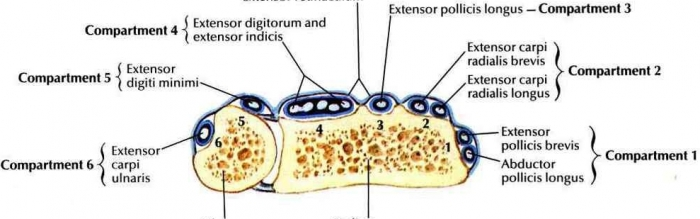 Extensor pollicis longus – Compartment 3
Compartment 4 { Extensor digitorum and
extensor indicis
Extensor carpi
radialis brevis
Compartment 2
Extensor carpi
radialis longus
Compartment 5 { Extensor
digiti minimi
5
4
3
2
6
1
Extensor
pollicis brevis
Compartment 1
Abductor
pollicis longus
Compartment 6 { Extensor
carpi
ulnaris